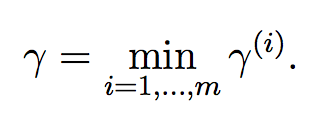 γ = min_{i=1,...,m} γ^{(i)}.